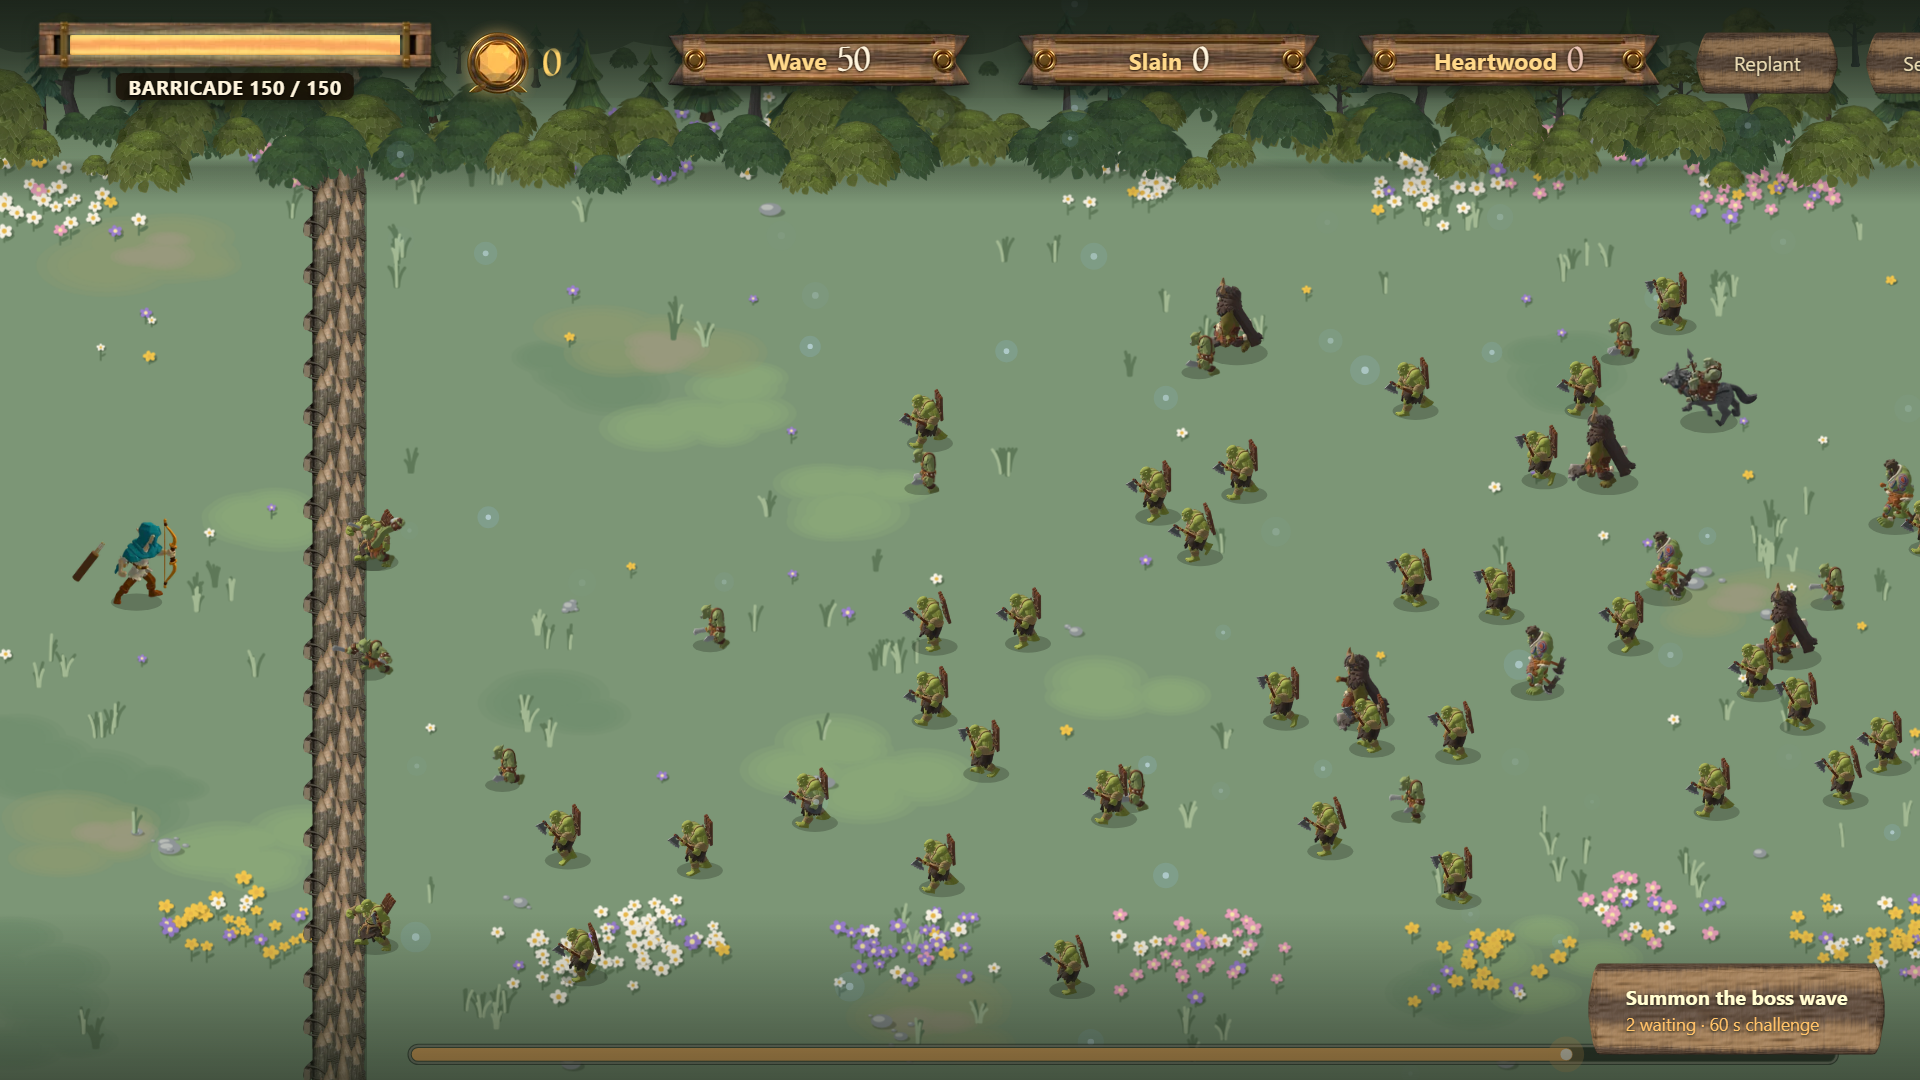 BARRICADE 150 / 150
0
Wave 50
Slain 0
Heartwood 0
Replant
Se
Summon the boss wave
2 waiting · 60 s challenge